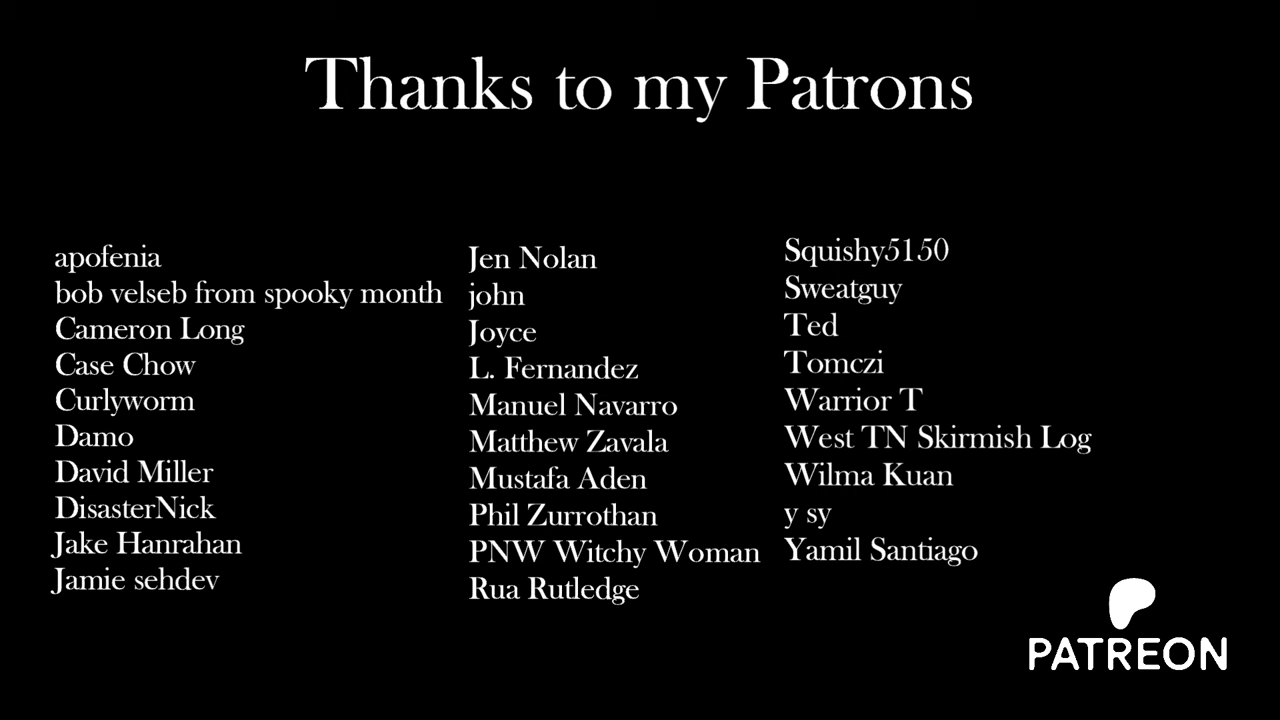 Thanks to my Patrons
apofenia
bob velseb from spooky month
Cameron Long
Case Chow
Curlyworm
Damo
David Miller
DisasterNick
Jake Hanrahan
Jamie sehdev
Jen Nolan
john
Joyce
L. Fernandez
Manuel Navarro
Matthew Zavala
Mustafa Aden
Phil Zurrothan
PNW Witchy Woman
Rua Rutledge
Squishy5150
Sweatguy
Ted
Tomczi
Warrior T
West TN Skirmish Log
Wilma Kuan
y sy
Yamil Santiago
PATREON